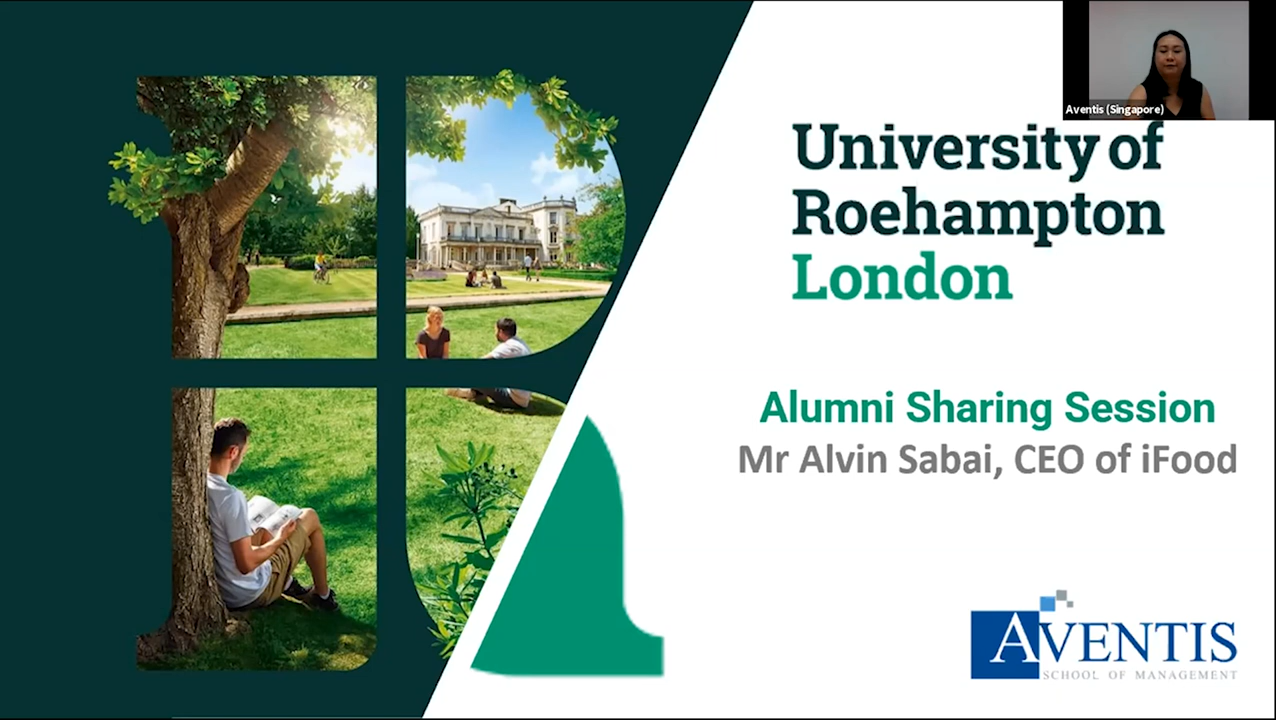 Aventis (Singapore)
University of
Roehampton
London
Alumni Sharing Session
Mr Alvin Sabai, CEO of iFood
AVENTIS
SCHOOL OF MANAGEMENT